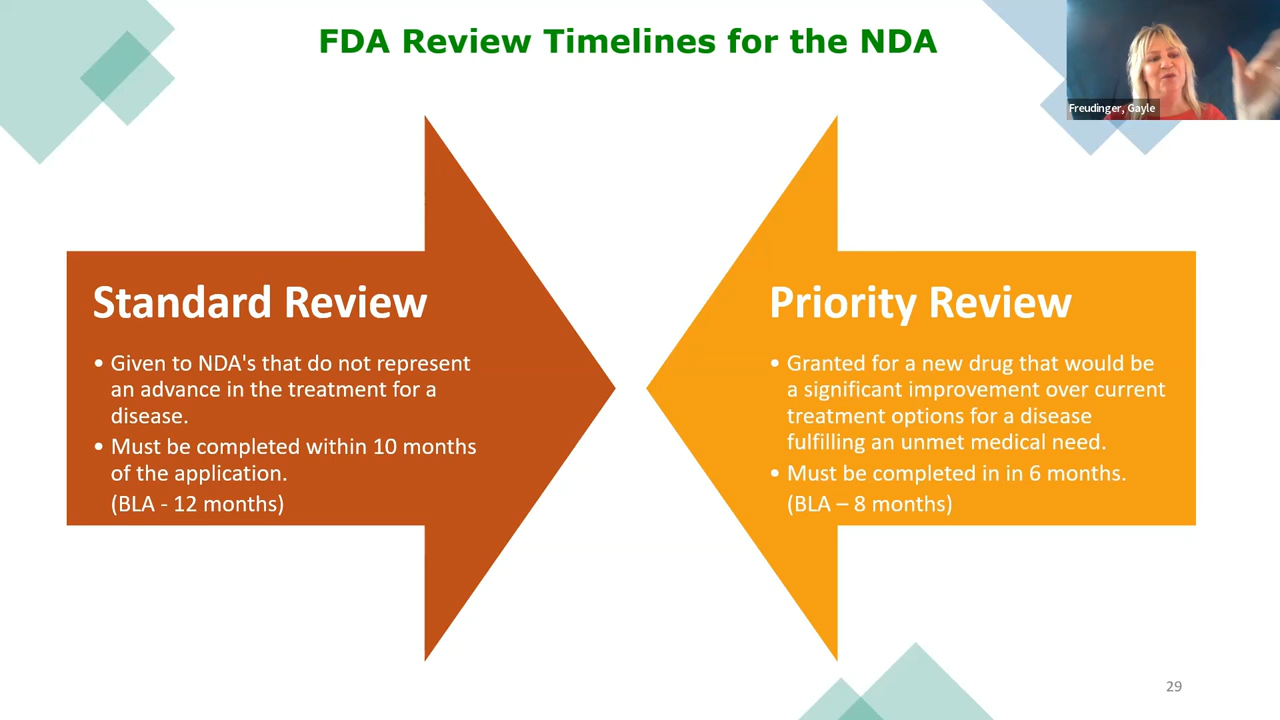 FDA Review Timelines for the NDA
Freudinger, Gayle
Standard Review
• Given to NDA's that do not represent
an advance in the treatment for a
disease.
• Must be completed within 10 months
of the application.
(BLA - 12 months)
Priority Review
• Granted for a new drug that would be
a significant improvement over current
treatment options for a disease
fulfilling an unmet medical need.
• Must be completed in in 6 months.
(BLA – 8 months)
29